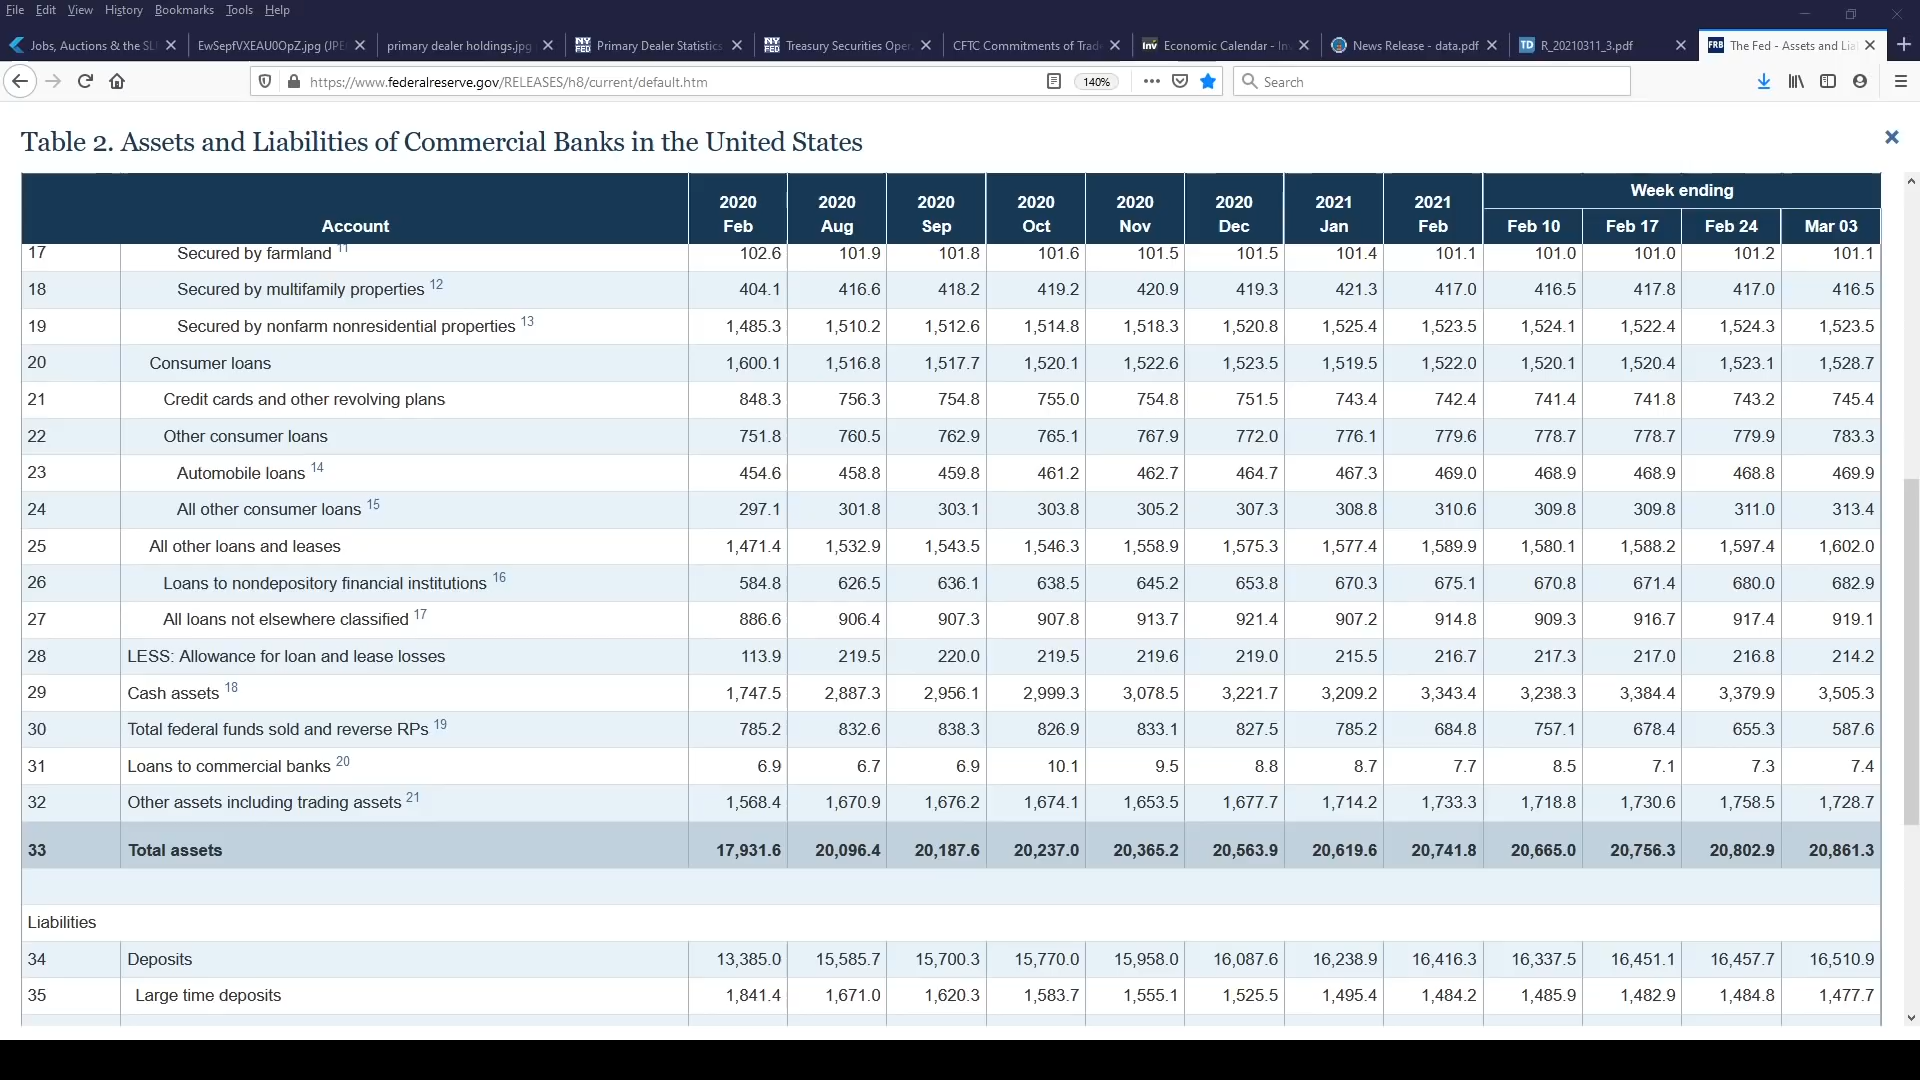 File Edit View History Bookmarks Tools Help
Jobs, Auctions & the SL
EwSepfVXEAU0OpZ.jpg (JPE
primary dealer holdings.jpg
NY FED Primary Dealer Statistics
NY FED Treasury Securities Oper
CFTC Commitments of Trad
Inv Economic Calendar - In
News Release - data.pdf
TD R_20210311_3.pdf
FRB The Fed - Assets and Lia
https://www.federalreserve.gov/RELEASES/h8/current/default.htm 140% Search
Table 2. Assets and Liabilities of Commercial Banks in the United States
Account 2020 Feb 2020 Aug 2020 Sep 2020 Oct 2020 Nov 2020 Dec 2021 Jan 2021 Feb Week ending Feb 10 Feb 17 Feb 24 Mar 03
17 Secured by farmland 11 102.6 101.9 101.8 101.6 101.5 101.5 101.4 101.1 101.0 101.0 101.2 101.1
18 Secured by multifamily properties 12 404.1 416.6 418.2 419.2 420.9 419.3 421.3 417.0 416.5 417.8 417.0 416.5
19 Secured by nonfarm nonresidential properties 13 1,485.3 1,510.2 1,512.6 1,514.8 1,518.3 1,520.8 1,525.4 1,523.5 1,524.1 1,522.4 1,524.3 1,523.5
20 Consumer loans 1,600.1 1,516.8 1,517.7 1,520.1 1,522.6 1,523.5 1,519.5 1,522.0 1,520.1 1,520.4 1,523.1 1,528.7
21 Credit cards and other revolving plans 848.3 756.3 754.8 755.0 754.8 751.5 743.4 742.4 741.4 741.8 743.2 745.4
22 Other consumer loans 751.8 760.5 762.9 765.1 767.9 772.0 776.1 779.6 778.7 778.7 779.9 783.3
23 Automobile loans 14 454.6 458.8 459.8 461.2 462.7 464.7 467.3 469.0 468.9 468.9 468.8 469.9
24 All other consumer loans 15 297.1 301.8 303.1 303.8 305.2 307.3 308.8 310.6 309.8 309.8 311.0 313.4
25 All other loans and leases 1,471.4 1,532.9 1,543.5 1,546.3 1,558.9 1,575.3 1,577.4 1,589.9 1,580.1 1,588.2 1,597.4 1,602.0
26 Loans to nondepository financial institutions 16 584.8 626.5 636.1 638.5 645.2 653.8 670.3 675.1 670.8 671.4 680.0 682.9
27 All loans not elsewhere classified 17 886.6 906.4 907.3 907.8 913.7 921.4 907.2 914.8 909.3 916.7 917.4 919.1
28 LESS: Allowance for loan and lease losses 113.9 219.5 220.0 219.5 219.6 219.0 215.5 216.7 217.3 217.0 216.8 214.2
29 Cash assets 18 1,747.5 2,887.3 2,956.1 2,999.3 3,078.5 3,221.7 3,209.2 3,343.4 3,238.3 3,384.4 3,379.9 3,505.3
30 Total federal funds sold and reverse RPs 19 785.2 832.6 838.3 826.9 833.1 827.5 785.2 684.8 757.1 678.4 655.3 587.6
31 Loans to commercial banks 20 6.9 6.7 6.9 10.1 9.5 8.8 8.7 7.7 8.5 7.1 7.3 7.4
32 Other assets including trading assets 21 1,568.4 1,670.9 1,676.2 1,674.1 1,653.5 1,677.7 1,714.2 1,733.3 1,718.8 1,730.6 1,758.5 1,728.7
33 Total assets 17,931.6 20,096.4 20,187.6 20,237.0 20,365.2 20,563.9 20,619.6 20,741.8 20,665.0 20,756.3 20,802.9 20,861.3
Liabilities
34 Deposits 13,385.0 15,585.7 15,700.3 15,770.0 15,958.0 16,087.6 16,238.9 16,416.3 16,337.5 16,451.1 16,457.7 16,510.9
35 Large time deposits 1,841.4 1,671.0 1,620.3 1,583.7 1,555.1 1,525.5 1,495.4 1,484.2 1,485.9 1,482.9 1,484.8 1,477.7